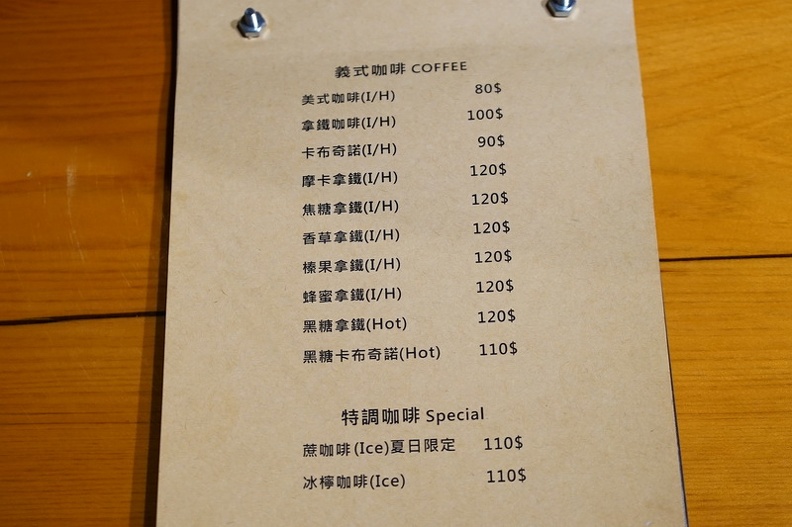 義式咖啡 COFFEE
美式咖啡(I/H) 80$
拿鐵咖啡(I/H) 100$
卡布奇諾(I/H) 90$
摩卡拿鐵(I/H) 120$
焦糖拿鐵(I/H) 120$
香草拿鐵(I/H) 120$
榛果拿鐵(I/H) 120$
蜂蜜拿鐵(I/H) 120$
黑糖拿鐵(Hot) 120$
黑糖卡布奇諾(Hot) 110$
特調咖啡 Special
蔗咖啡(Ice)夏日限定 110$
冰檸咖啡(Ice) 110$